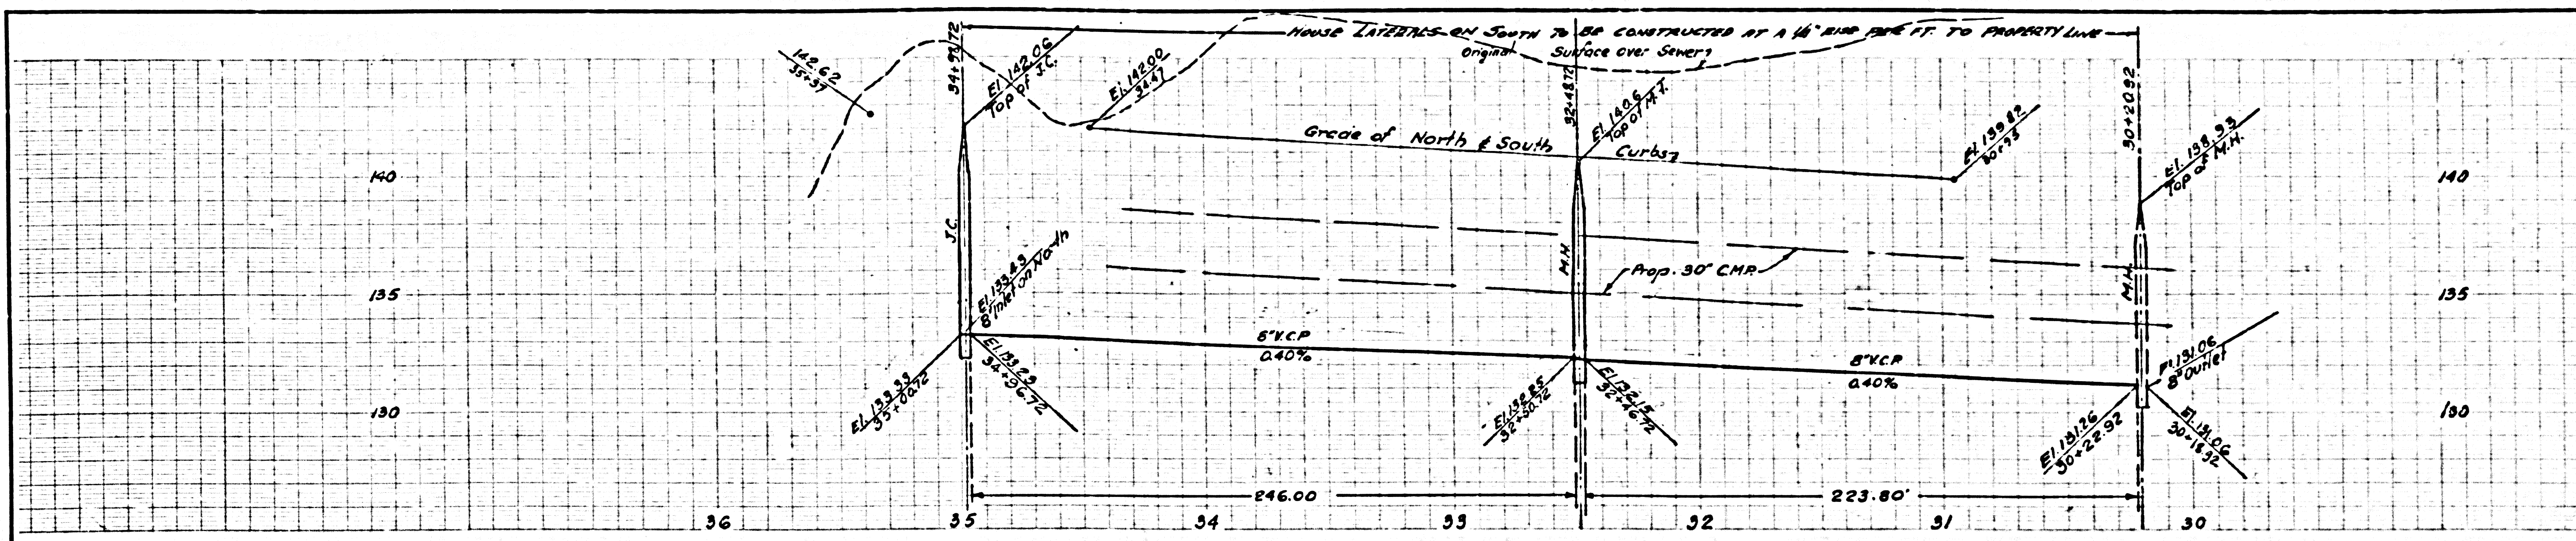 HOUSE LATERALS ON SOUTH TO BE CONSTRUCTED AT A 1/8" RISE PER FT. TO PROPERTY LINE
Original Surface over Sewer
142.62
35+37
34+98.72
El. 142.06
Top of J.C.
El. 142.00
34.47
32+48.72
El. 140.6
Top of M.H.
El. 139.82
30+93
30+20.92
El. 138.93
Top of M.H.
Grade of North & South Curbs
140
140
J.C.
M.H.
M.H.
Prop. 30" C.M.P.
135
135
El. 133.43
8" Inlet on North
8" V.C.P.
0.40%
8" V.C.P.
0.40%
El. 131.06
8" Outlet
El. 133.33
35+00.72
El. 133.29
34+96.72
32+50.72
El. 132.15
32+46.72
El. 131.26
30+22.92
El. 131.06
30+18.92
130
130
246.00
223.80'
36
35
34
33
32
31
30